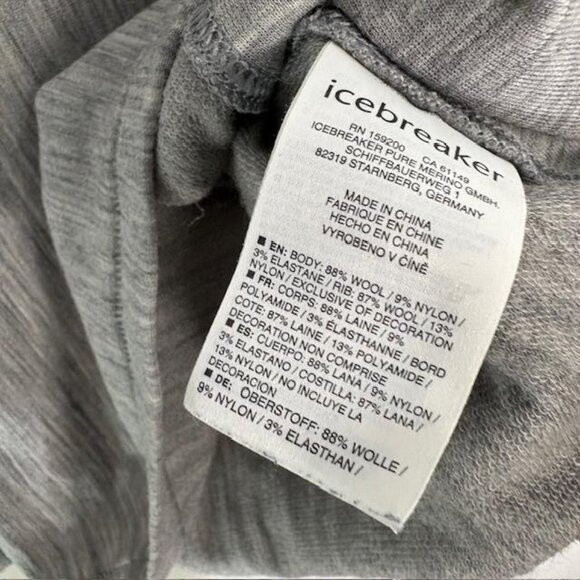 icebreaker
RN 159200 CA 61149
ICEBREAKER PURE MERINO GMBH.
SCHIFFBAUERWEG 1
82319 STARNBERG, GERMANY
MADE IN CHINA
FABRIQUE EN CHINE
HECHO EN CHINA
VYROBENO V ČÍNĚ
■ EN: BODY: 88% WOOL / 9% NYLON /
3% ELASTANE / RIB: 87% WOOL / 13%
NYLON / EXCLUSIVE OF DECORATION
■ FR: CORPS: 88% LAINE / 9%
POLYAMIDE / 3% ÉLASTHANNE / BORD
COTE: 87% LAINE / 13% POLYAMIDE /
DECORATION NON COMPRISE
■ ES: CUERPO: 88% LANA / 9% NYLON /
3% ELASTANO / COSTILLA: 87% LANA /
13% NYLON / NO INCLUYE LA
DECORACION
■ DE: OBERSTOFF: 88% WOLLE /
9% NYLON / 3% ELASTHAN /